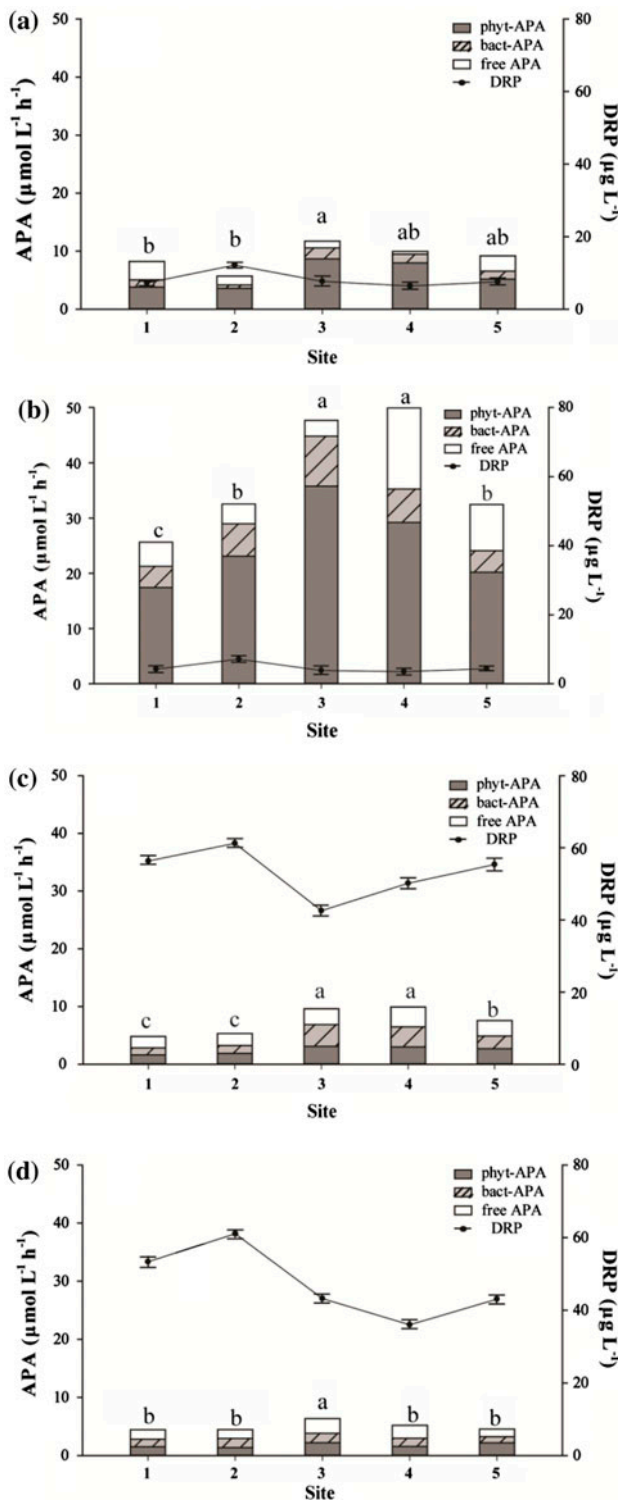 (a)
50
40
30
20
10
0
APA (µmol L⁻¹ h⁻¹)
phyt-APA
bact-APA
free APA
DRP
80
60
40
20
0
DRP (µg L⁻¹)
b b a ab ab
1 2 3 4 5
Site
(b)
50
40
30
20
10
0
APA (µmol L⁻¹ h⁻¹)
phyt-APA
bact-APA
free APA
DRP
80
60
40
20
0
DRP (µg L⁻¹)
c b a a b
1 2 3 4 5
Site
(c)
50
40
30
20
10
0
APA (µmol L⁻¹ h⁻¹)
phyt-APA
bact-APA
free APA
DRP
80
60
40
20
0
DRP (µg L⁻¹)
c c a a b
1 2 3 4 5
Site
(d)
50
40
30
20
10
0
APA (µmol L⁻¹ h⁻¹)
phyt-APA
bact-APA
free APA
DRP
80
60
40
20
0
DRP (µg L⁻¹)
b b a b b
1 2 3 4 5
Site